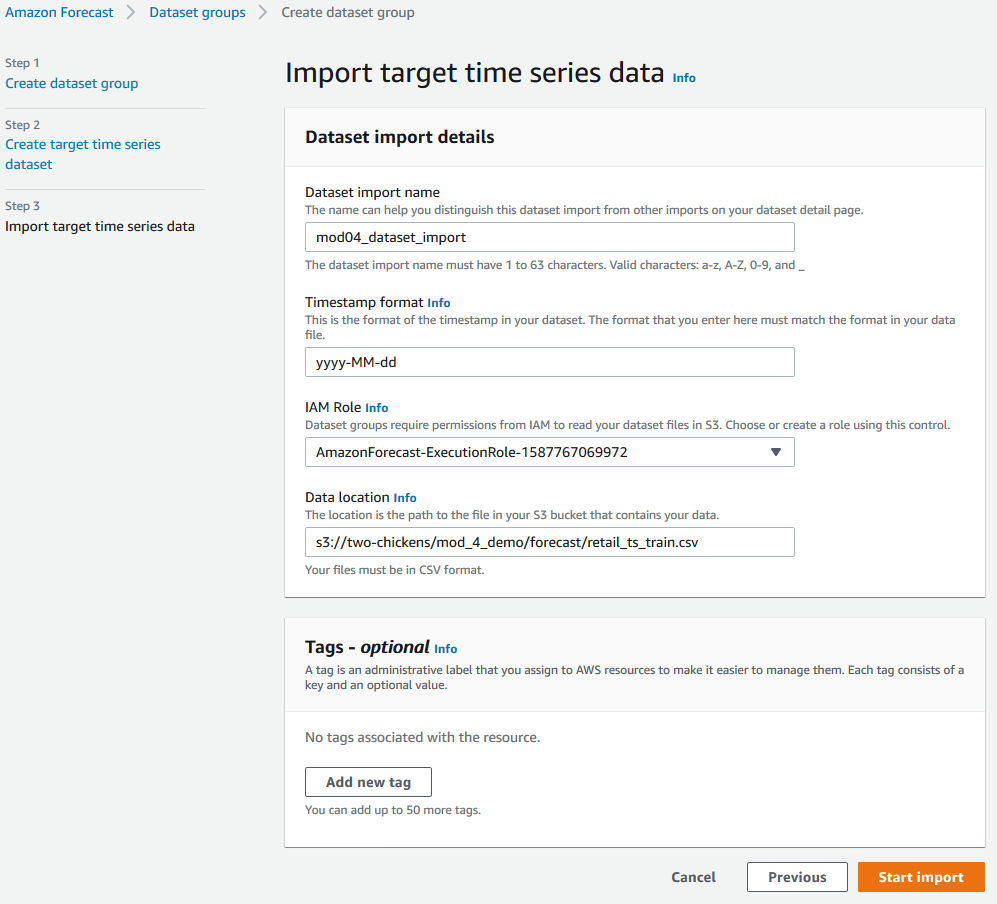 Amazon Forecast > Dataset groups > Create dataset group
Step 1
Create dataset group
Step 2
Create target time series
dataset
Step 3
Import target time series data
Import target time series data Info
Dataset import details
Dataset import name
The name can help you distinguish this dataset import from other imports on your dataset detail page.
mod04_dataset_import
The dataset import name must have 1 to 63 characters. Valid characters: a-z, A-Z, 0-9, and _
Timestamp format Info
This is the format of the timestamp in your dataset. The format that you enter here must match the format in your data
file.
yyyy-MM-dd
IAM Role Info
Dataset groups require permissions from IAM to read your dataset files in S3. Choose or create a role using this control.
AmazonForecast-ExecutionRole-1587767069972
Data location Info
The location is the path to the file in your S3 bucket that contains your data.
s3://two-chickens/mod_4_demo/forecast/retail_ts_train.csv
Your files must be in CSV format.
Tags - optional Info
A tag is an administrative label that you assign to AWS resources to make it easier to manage them. Each tag consists of a
key and an optional value.
No tags associated with the resource.
Add new tag
You can add up to 50 more tags.
Cancel Previous Start import